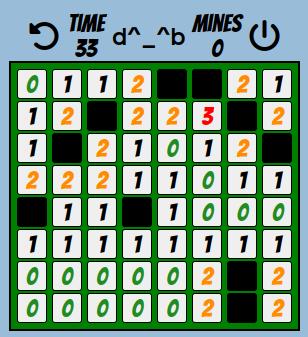 TIME d^_^b MINES
33 0
0 1 1 2 2 1
1 2 2 2 3 2
1 2 1 0 1 2
2 2 2 1 1 0 1 1
1 1 1 0 0 0
1 1 1 1 1 1 1 1
0 0 0 0 0 2 2
0 0 0 0 0 2 2